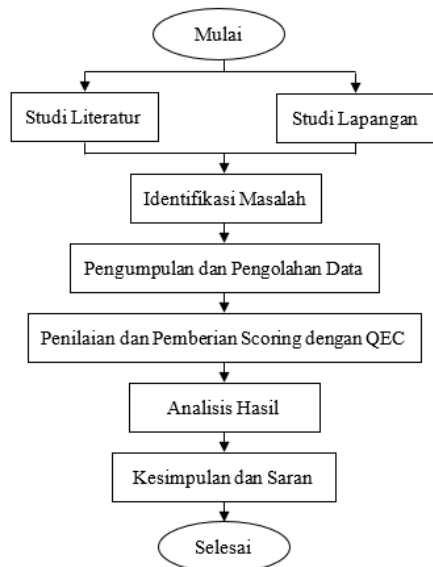 Mulai
Studi Literatur
Studi Lapangan
Identifikasi Masalah
Pengumpulan dan Pengolahan Data
Penilaian dan Pemberian Scoring dengan QEC
Analisis Hasil
Kesimpulan dan Saran
Selesai